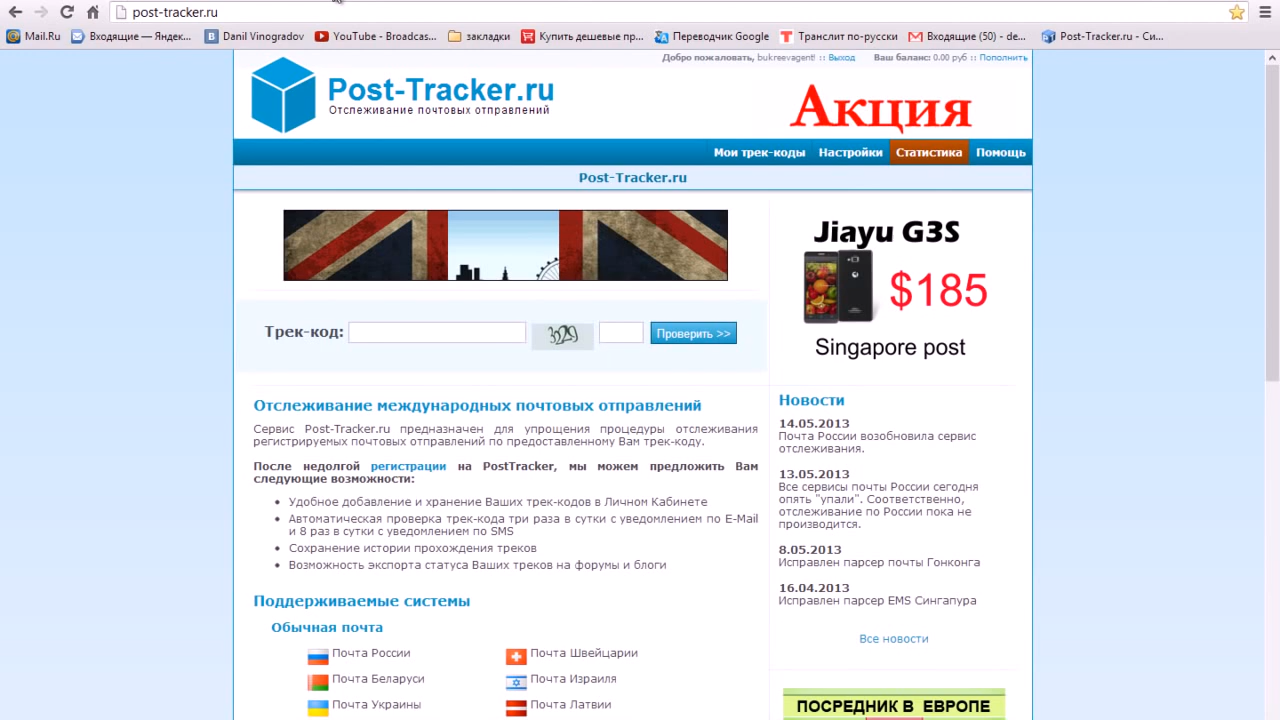 post-tracker.ru
Mail.Ru
Входящие — Яндек...
Danil Vinogradov
YouTube - Broadcas...
закладки
Купить дешевые пр...
Переводчик Google
Транслит по-русски
Входящие (50) - de...
Post-Tracker.ru - Си...
Добро пожаловать, bukreevagent! :: Выход
Ваш баланс: 0.00 руб :: Пополнить
Post-Tracker.ru
Отслеживание почтовых отправлений
Акция
Мои трек-коды
Настройки
Статистика
Помощь
Post-Tracker.ru
Jiayu G3S
$185
Singapore post
Трек-код:
3229
Проверить >>
Отслеживание международных почтовых отправлений
Сервис Post-Tracker.ru предназначен для упрощения процедуры отслеживания
регистрируемых почтовых отправлений по предоставленному Вам трек-коду.
После недолгой регистрации на PostTracker, мы можем предложить Вам
следующие возможности:
Удобное добавление и хранение Ваших трек-кодов в Личном Кабинете
Автоматическая проверка трек-кода три раза в сутки с уведомлением по E-Mail
и 8 раз в сутки с уведомлением по SMS
Сохранение истории прохождения треков
Возможность экспорта статуса Ваших треков на форумы и блоги
Поддерживаемые системы
Обычная почта
Почта России
Почта Швейцарии
Почта Беларуси
Почта Израиля
Почта Украины
Почта Латвии
Новости
14.05.2013
Почта России возобновила сервис
отслеживания.
13.05.2013
Все сервисы почты России сегодня
опять "упали". Соответственно,
отслеживание по России пока не
производится.
8.05.2013
Исправлен парсер почты Гонконга
16.04.2013
Исправлен парсер EMS Сингапура
Все новости
ПОСРЕДНИК В ЕВРОПЕ